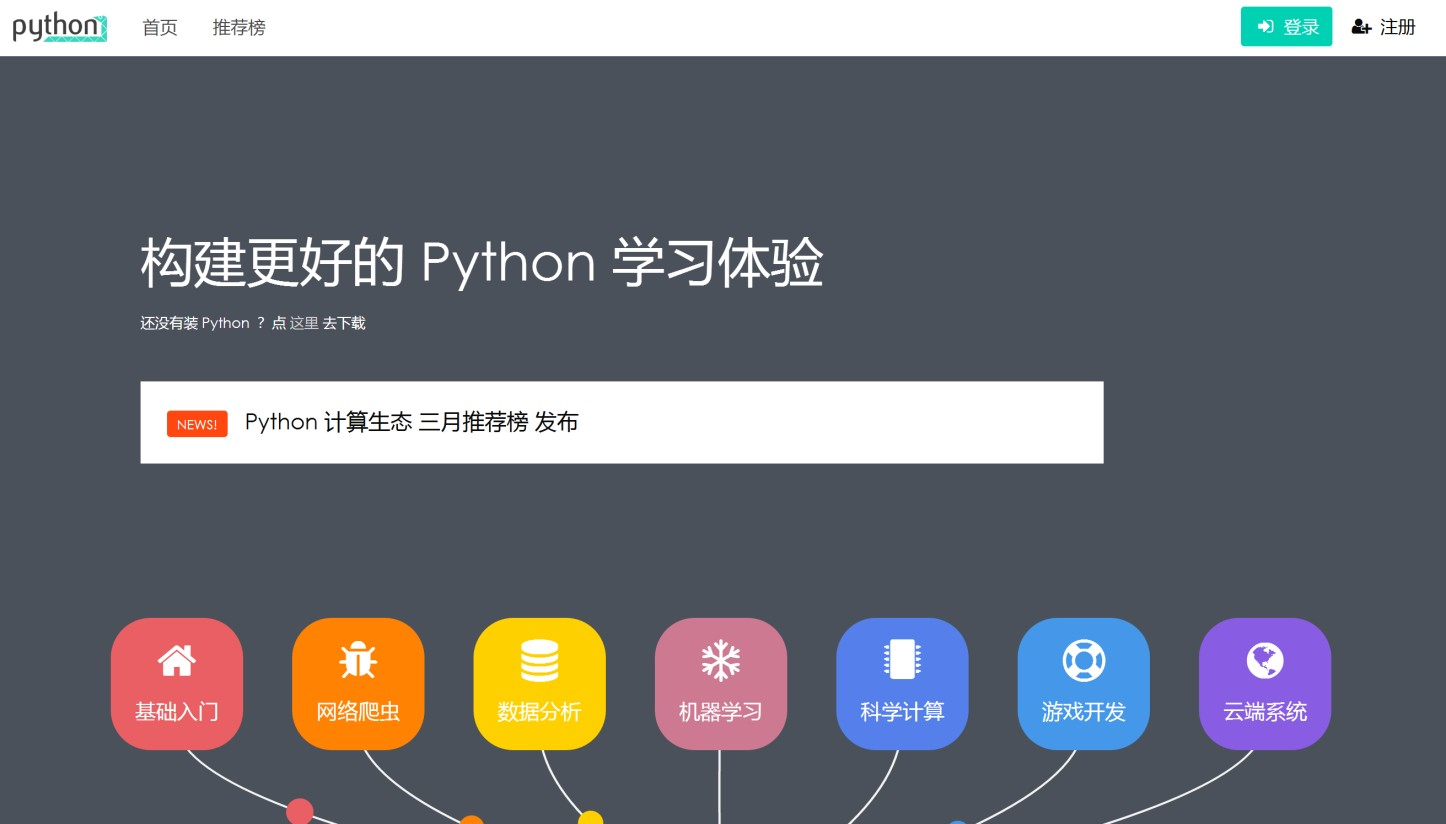 python 首页 推荐榜 登录 注册
构建更好的 Python 学习体验
还没有装 Python ？点 这里 去下载
NEWS! Python 计算生态 三月推荐榜 发布
基础入门 网络爬虫 数据分析 机器学习 科学计算 游戏开发 云端系统